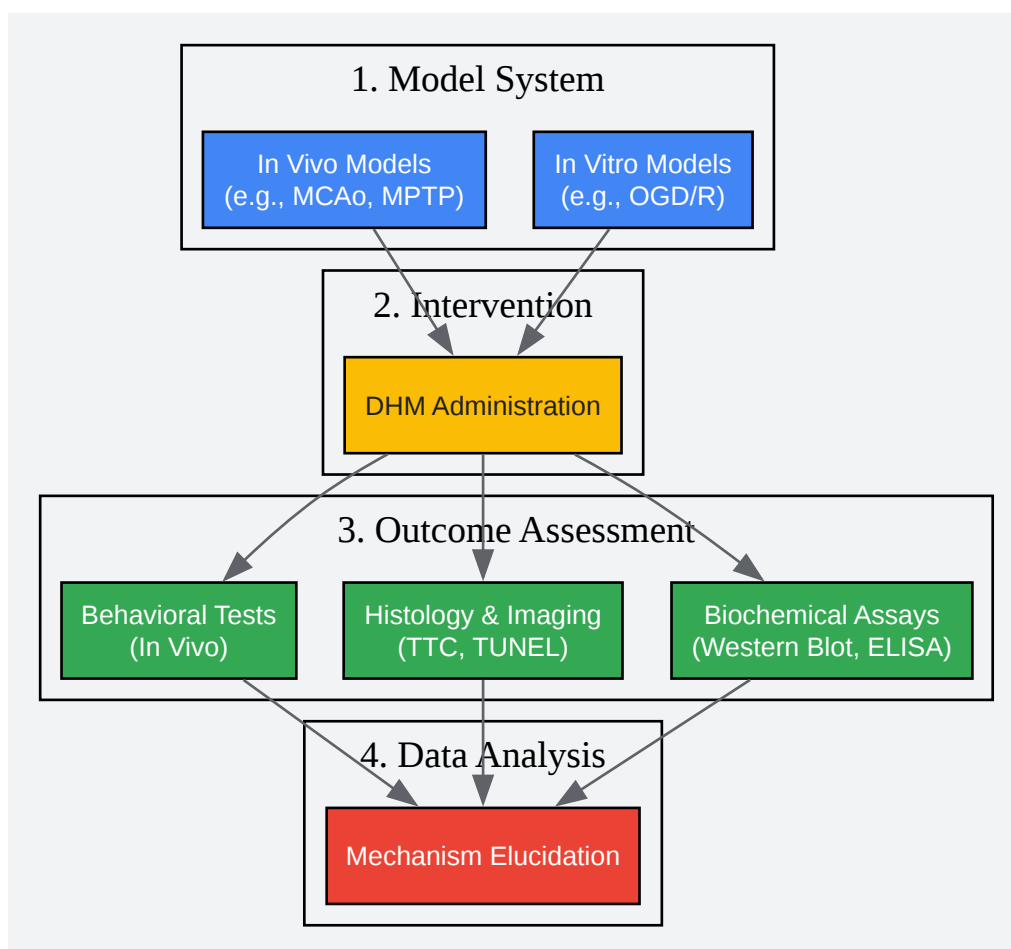 1. Model System
In Vivo Models
(e.g., MCAo, MPTP)
In Vitro Models
(e.g., OGD/R)
2. Intervention
DHM Administration
3. Outcome Assessment
Behavioral Tests
(In Vivo)
Histology & Imaging
(TTC, TUNEL)
Biochemical Assays
(Western Blot, ELISA)
4. Data Analysis
Mechanism Elucidation